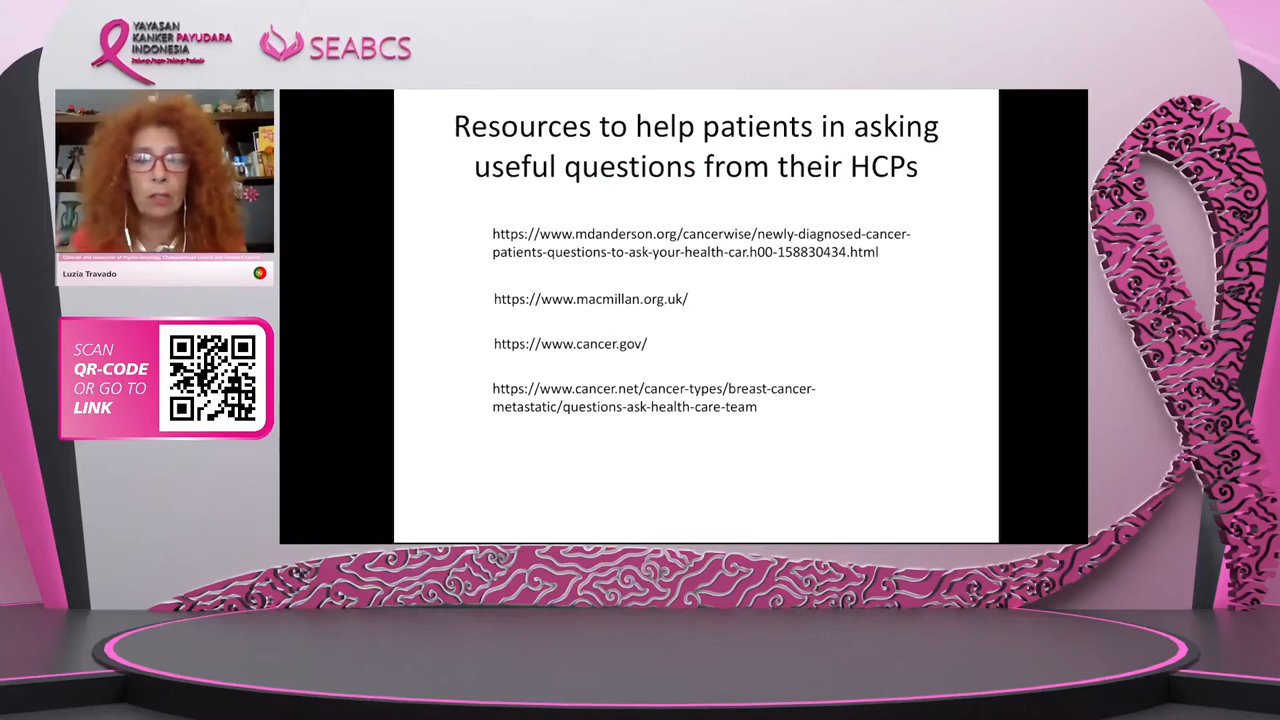 YAYASAN
KANKER PAYUDARA
INDONESIA
SEABCS
Luzia Travado
SCAN
QR-CODE
OR GO TO
LINK
Resources to help patients in asking
useful questions from their HCPs
https://www.mdanderson.org/cancerwise/newly-diagnosed-cancer-
patients-questions-to-ask-your-health-car.h00-158830434.html
https://www.macmillan.org.uk/
https://www.cancer.gov/
https://www.cancer.net/cancer-types/breast-cancer-
metastatic/questions-ask-health-care-team